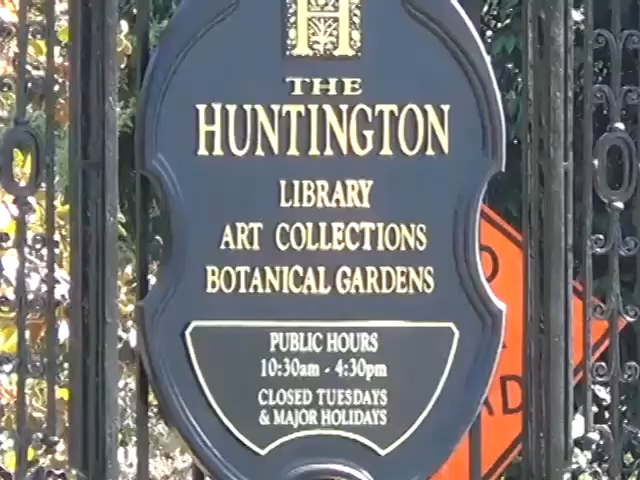 H
THE
HUNTINGTON
LIBRARY
ART COLLECTIONS
BOTANICAL GARDENS
PUBLIC HOURS
10:30am - 4:30pm
CLOSED TUESDAYS
& MAJOR HOLIDAYS